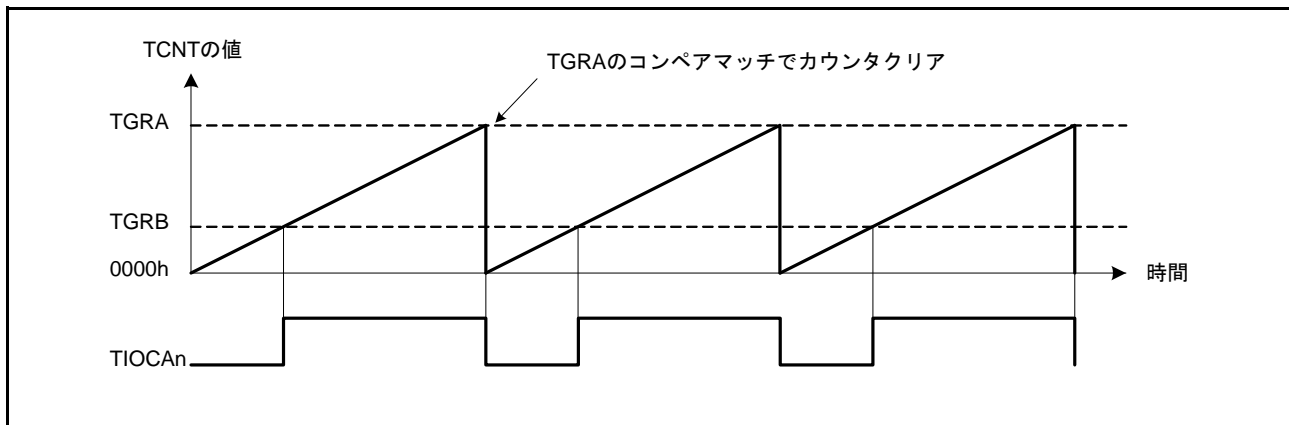 TCNTの値
TGRAのコンペアマッチでカウンタクリア
TGRA
TGRB
0000h
時間
TIOCAn